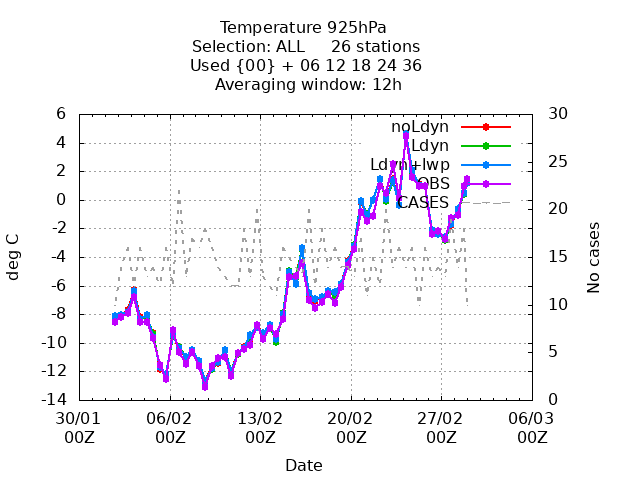 Temperature 925hPa
Selection: ALL 26 stations
Used {00} + 06 12 18 24 36
Averaging window: 12h
6 30
noLdyn
4
Ldyn 25
2 Ldyn+lwp
OBS
0 CASES 20
-2
-4 15
-6
-8 10
-10
-12 5
-14 0
30/01 06/02 13/02 20/02 27/02 06/03
00Z 00Z 00Z 00Z 00Z 00Z
deg C
No cases
Date